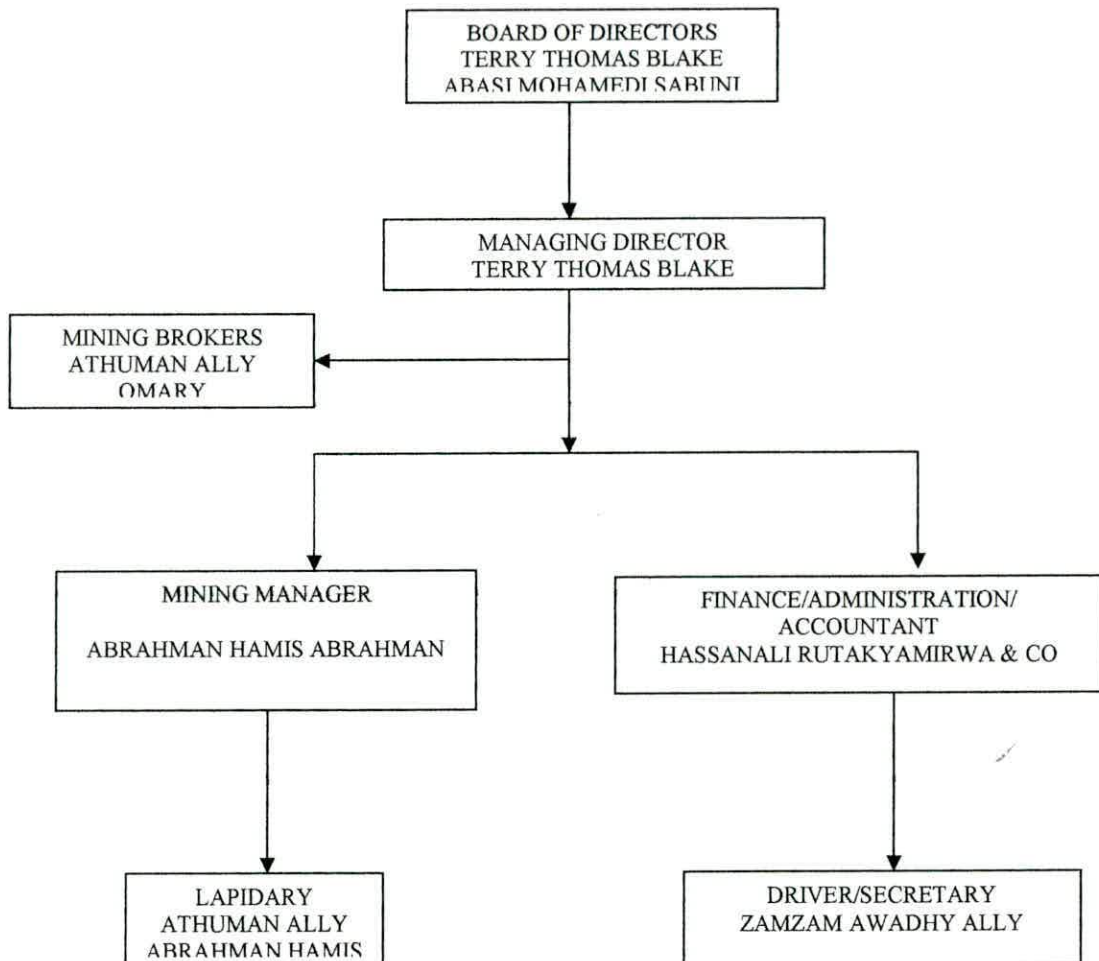 BOARD OF DIRECTORS
TERRY THOMAS BLAKE
ABASI MOHAMEDI SABUNI
MANAGING DIRECTOR
TERRY THOMAS BLAKE
MINING BROKERS
ATHUMAN ALLY
OMARY
MINING MANAGER
ABRAHMAN HAMIS ABRAHMAN
FINANCE/ADMINISTRATION/
ACCOUNTANT
HASSANALI RUTAKYAMIRWA & CO
LAPIDARY
ATHUMAN ALLY
ABRAHMAN HAMIS
DRIVER/SECRETARY
ZAMZAM AWADHY ALLY